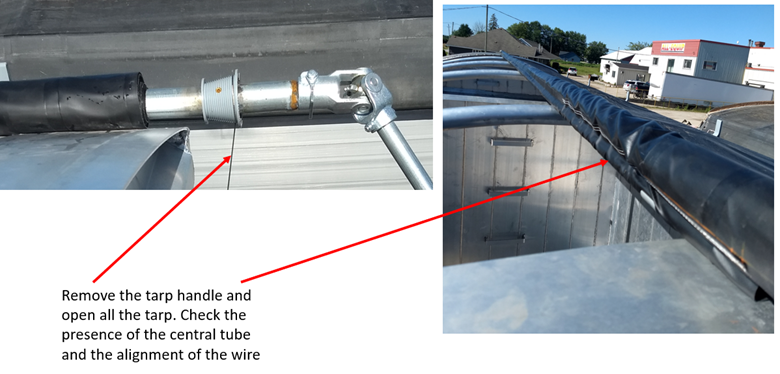 Remove the tarp handle and
open all the tarp. Check the
presence of the central tube
and the alignment of the wire